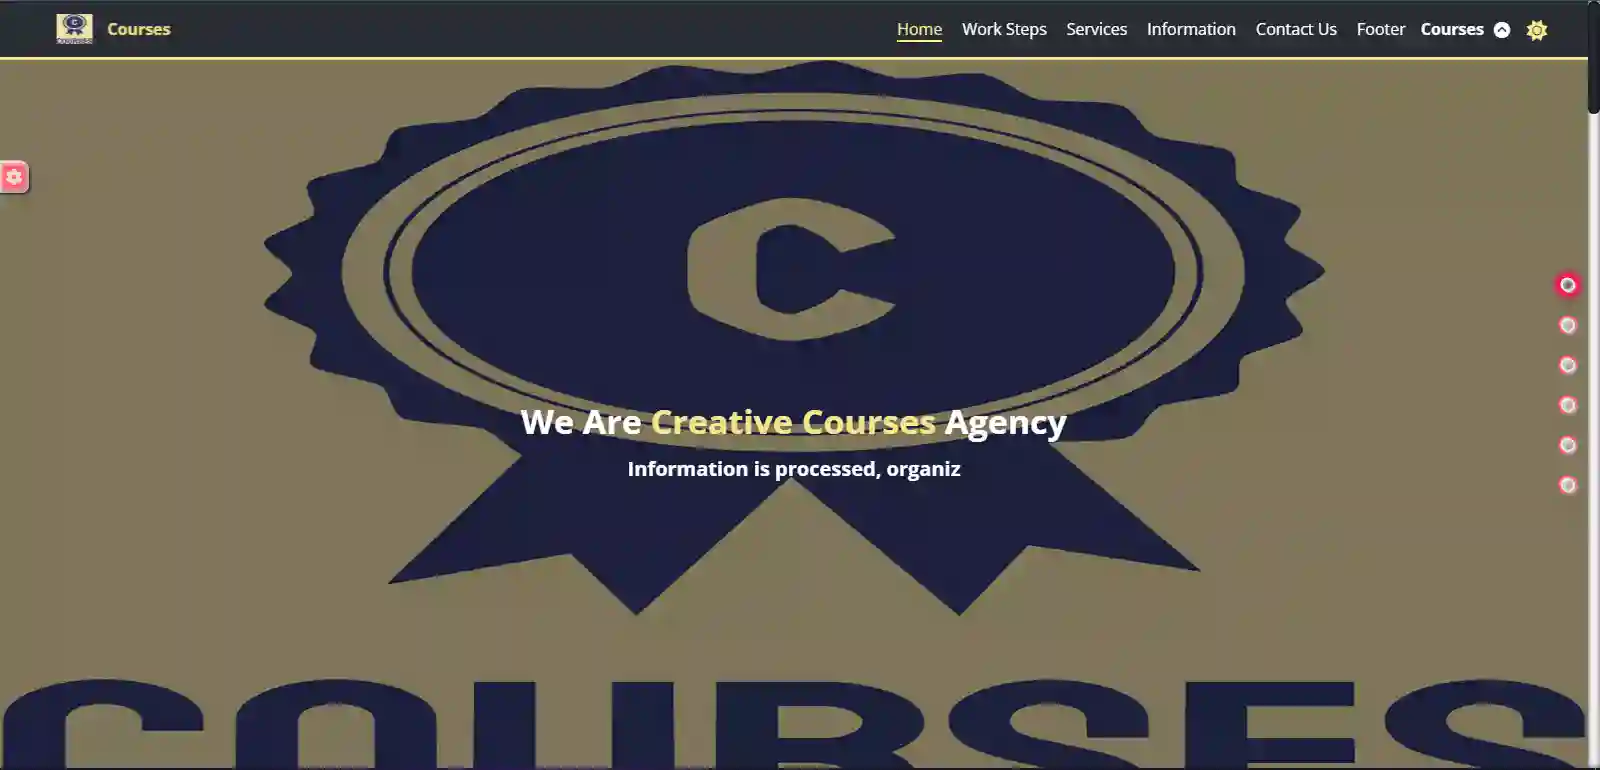 COURSES
Courses
Home
Work Steps
Services
Information
Contact Us
Footer
Courses
C
We Are Creative Courses Agency
Information is processed, organiz
COURSES